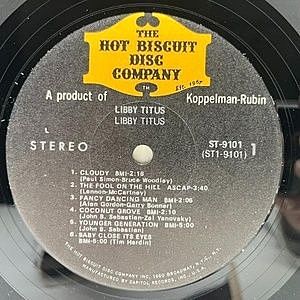 THE
HOT BISCUIT
DISC
COMPANY
EST. 1967
TM
A product of
Koppelman-Rubin
LIBBY TITUS
LIBBY TITUS
L
STEREO
ST-9101
(ST1-9101) 1
1. CLOUDY BMI-2:16
(Paul Simon-Bruce Woodley)
2. THE FOOL ON THE HILL ASCAP-3:40
(Lennon-McCartney)
3. FANCY DANCING MAN BMI-2:06
(Alan Gordon-Garry Bonner)
4. COCONUT GROVE BMI-2:10
(John B. Sebastian-Zal Yanovsky)
5. YOUNGER GENERATION BMI-5:00
(John B. Sebastian)
6. BABY CLOSE ITS EYES
BMI-5:00 (Tim Hardin)
THE HOT BISCUIT DISC COMPANY INC, 1650 BROADWAY, N.Y.C., N.Y.
MANUFACTURED BY CAPITOL RECORDS, INC.